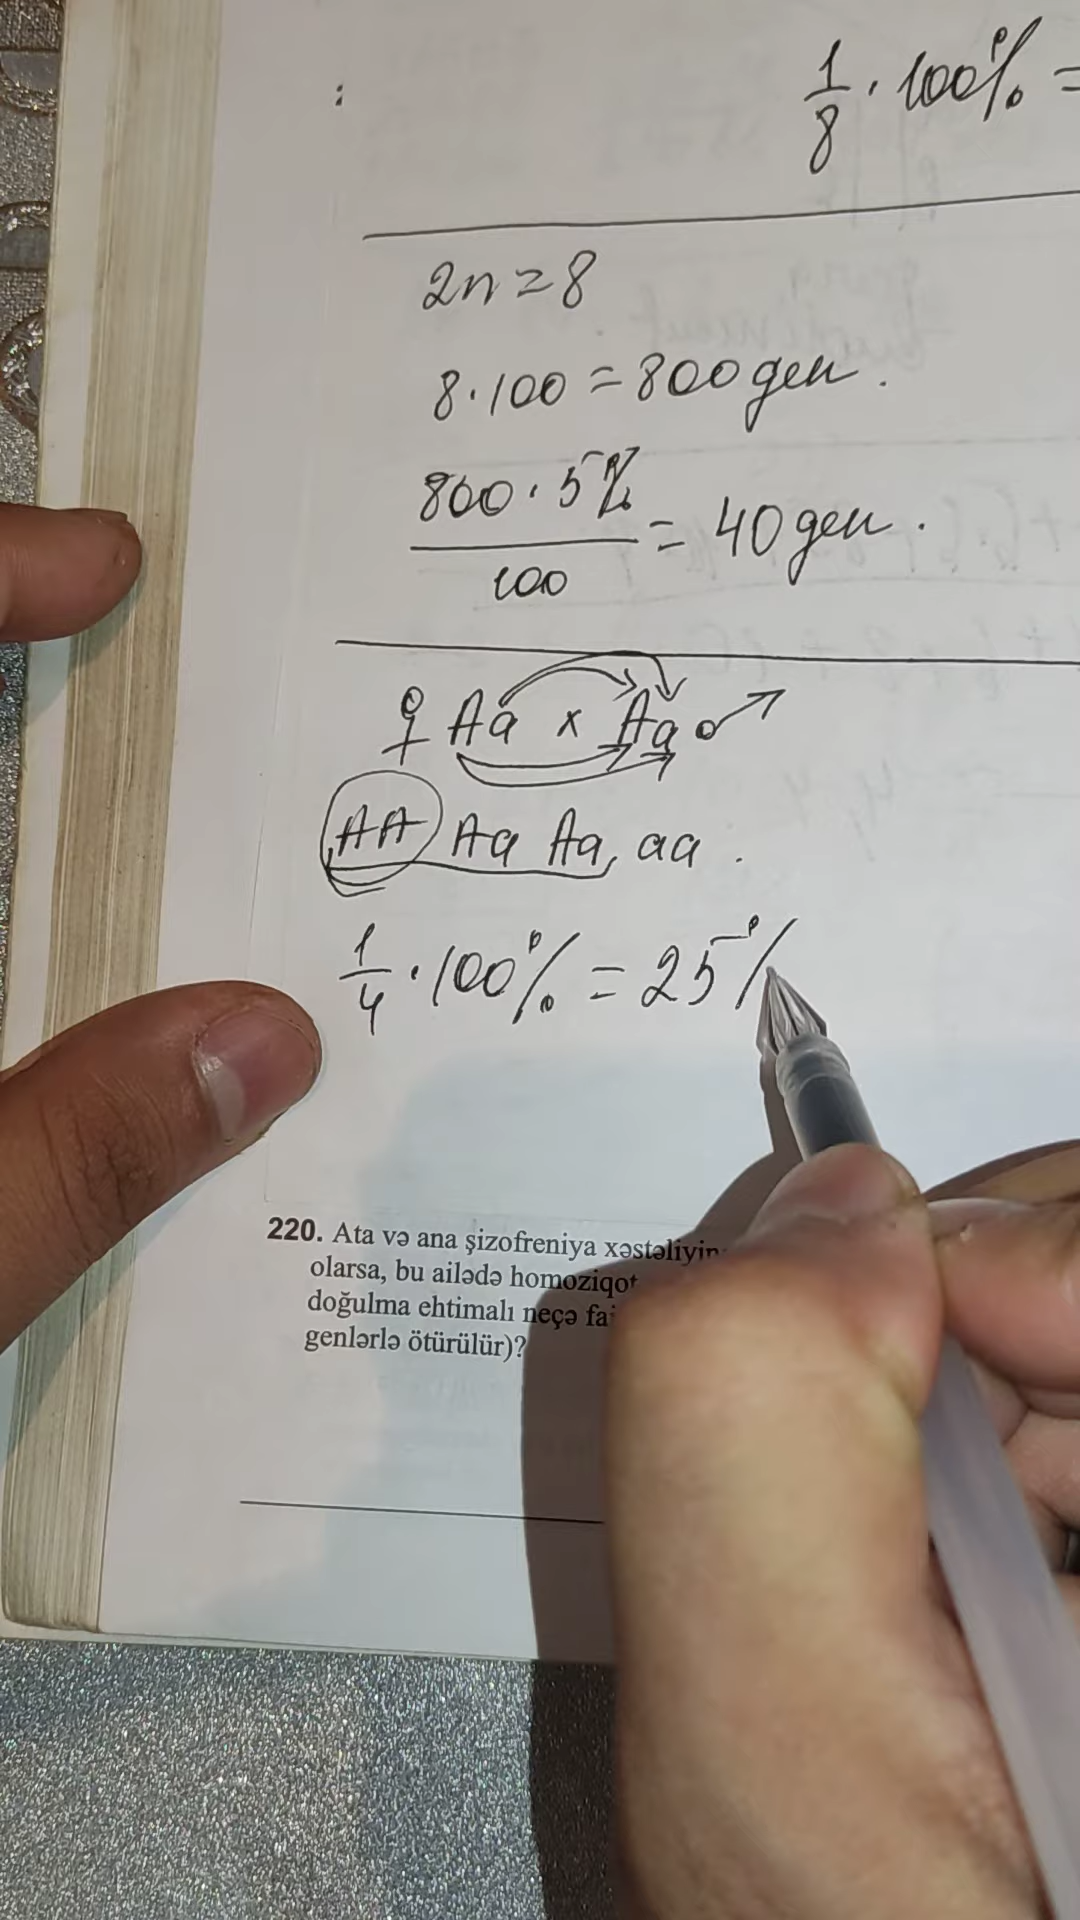 :
1/8 · 100% =
2n=8
8·100=800 gen.
800·5%/100 = 40 gen.
♀ Aa x Aa ♂
AA Aa Aa, aa.
1/4 · 100% = 25%
220. Ata və ana şizofreniya
olarsa, bu ailədə homoziqot
doğulma ehtimalı neçə
genlərlə ötürülür)?